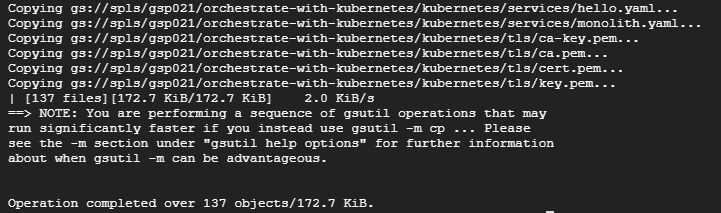 Copying gs://spls/gsp021/orchestrate-with-kubernetes/kubernetes/services/hello.yaml...
Copying gs://spls/gsp021/orchestrate-with-kubernetes/kubernetes/services/monolith.yaml...
Copying gs://spls/gsp021/orchestrate-with-kubernetes/kubernetes/tls/ca-key.pem...
Copying gs://spls/gsp021/orchestrate-with-kubernetes/kubernetes/tls/ca.pem...
Copying gs://spls/gsp021/orchestrate-with-kubernetes/kubernetes/tls/cert.pem...
Copying gs://spls/gsp021/orchestrate-with-kubernetes/kubernetes/tls/key.pem...
| [137 files][172.7 KiB/172.7 KiB]    2.0 KiB/s
==> NOTE: You are performing a sequence of gsutil operations that may
run significantly faster if you instead use gsutil -m cp ... Please
see the -m section under "gsutil help options" for further information
about when gsutil -m can be advantageous.
Operation completed over 137 objects/172.7 KiB.